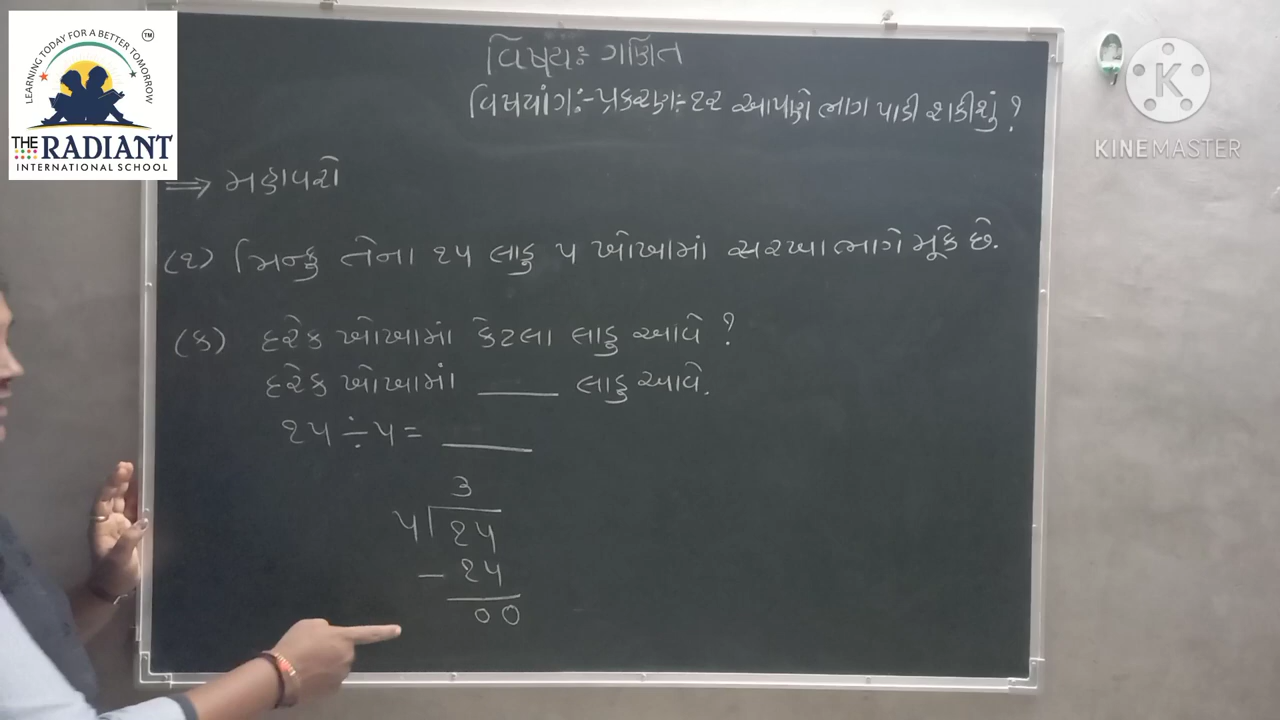 LEARNING TODAY FOR A BETTER TOMORROW
TM
THE RADIANT
INTERNATIONAL SCHOOL
K
KINEMASTER
વિષય:- ગણિત
વિષયાંગ:- પ્રકરણ:- ૧૨ આપણે ભાગ પાડી શકીશું ?
⇒ મહાવરો
(૧) મિન્કુ તેના ૧૫ લાડુ ૫ ખોખામાં સરખા ભાગે મૂકે છે.
(ક) દરેક ખોખામાં કેટલા લાડુ આવે ?
દરેક ખોખામાં ____ લાડુ આવે.
૧૫ ÷ ૫ = ____
૩
૫ ૧૫
– ૧૫
૦૦